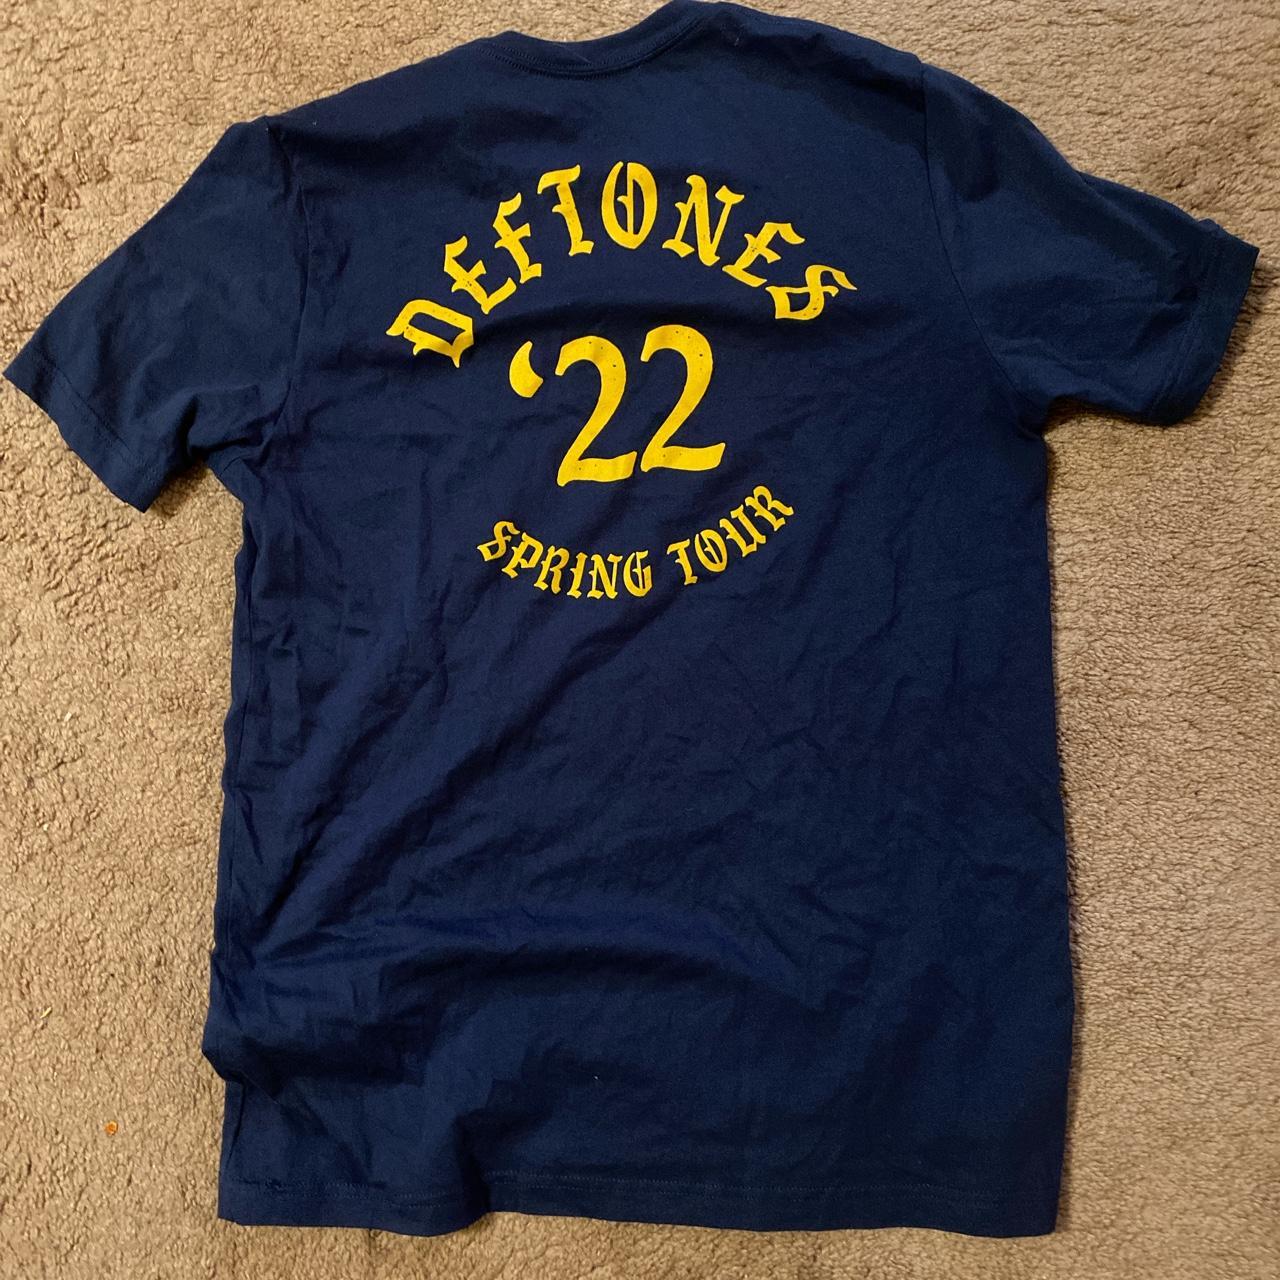 DEFTONES
‘22
SPRING TOUR